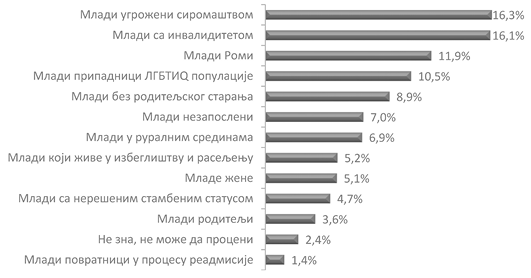 Млади угрожени сиромаштвом 16,3%
Млади са инвалидитетом 16,1%
Млади Роми 11,9%
Млади припадници ЛГБТИQ популације 10,5%
Млади без родитељског старања 8,9%
Млади незапослени 7,0%
Млади у руралним срединама 6,9%
Млади који живе у избеглиштву и расељењу 5,2%
Младе жене 5,1%
Млади са нерешеним стамбеним статусом 4,7%
Млади родитељи 3,6%
Не зна, не може да процени 2,4%
Млади повратници у процесу реадмисије 1,4%